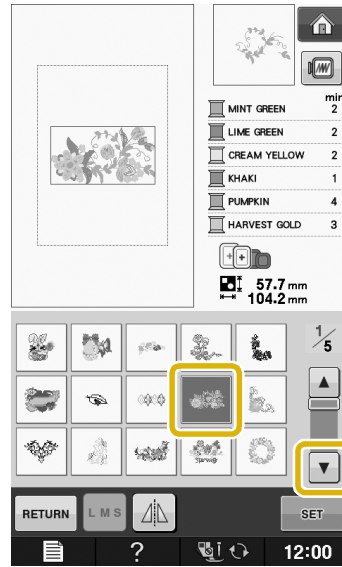 min
MINT GREEN 2
LIME GREEN 2
CREAM YELLOW 2
KHAKI 1
PUMPKIN 4
HARVEST GOLD 3
57.7 mm
104.2 mm
1/5
RETURN
L M S
SET
?
12:00